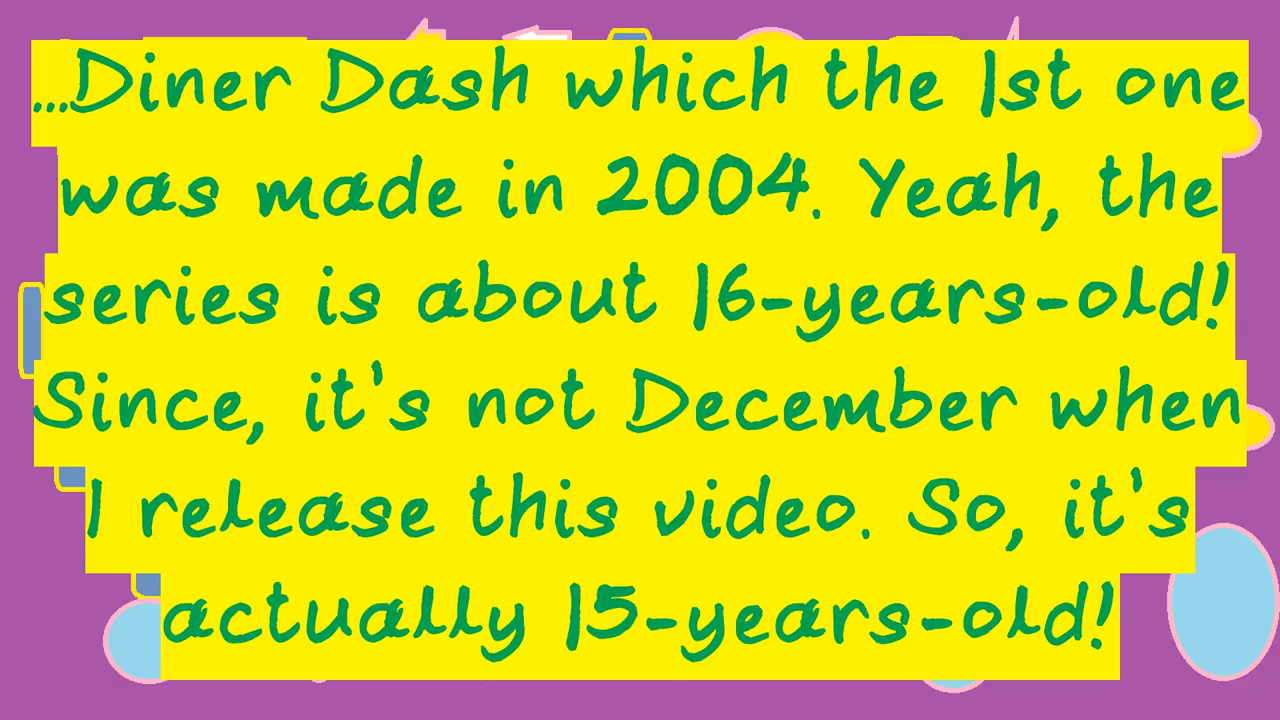 ...Diner Dash which the 1st one
was made in 2004. Yeah, the
series is about 16-years-old!
Since, it's not December when
I release this video. So, it's
actually 15-years-old!